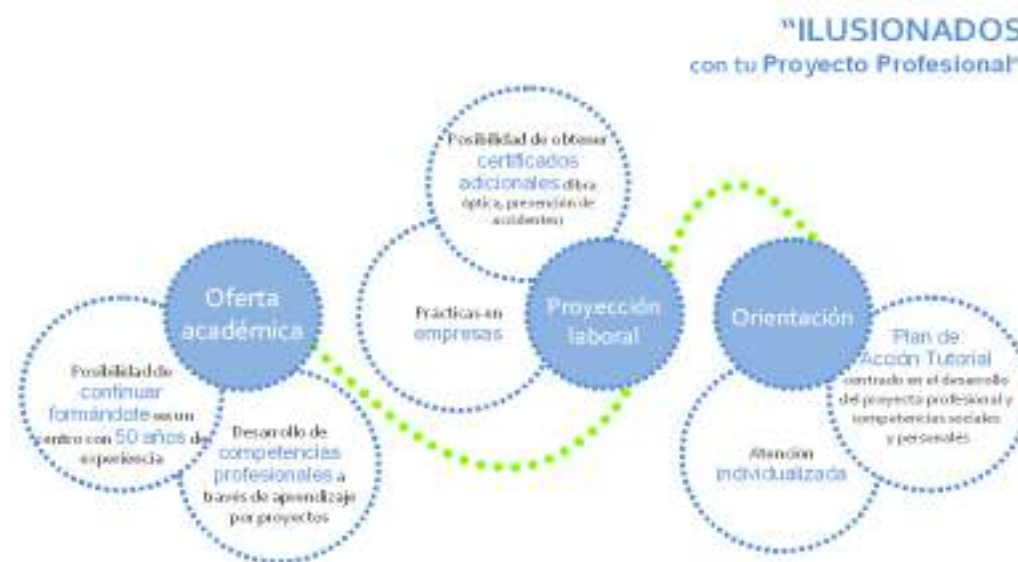 "ILUSIONADOS
con tu Proyecto Profesional"
Oferta
académica
Posibilidad de
continuar
formándote en un
centro con 50 años de
experiencia
Desarrollo de
competencias
profesionales a
través de aprendizaje
por proyectos
Posibilidad de obtener
certificados
adicionales (fibra
óptica, prevención de
accidentes)
Prácticas en
empresas
Proyección
laboral
Orientación
Plan de
Acción Tutorial
centrado en el desarrollo
del proyecto profesional y
competencias sociales
y personales
Atención
individualizada